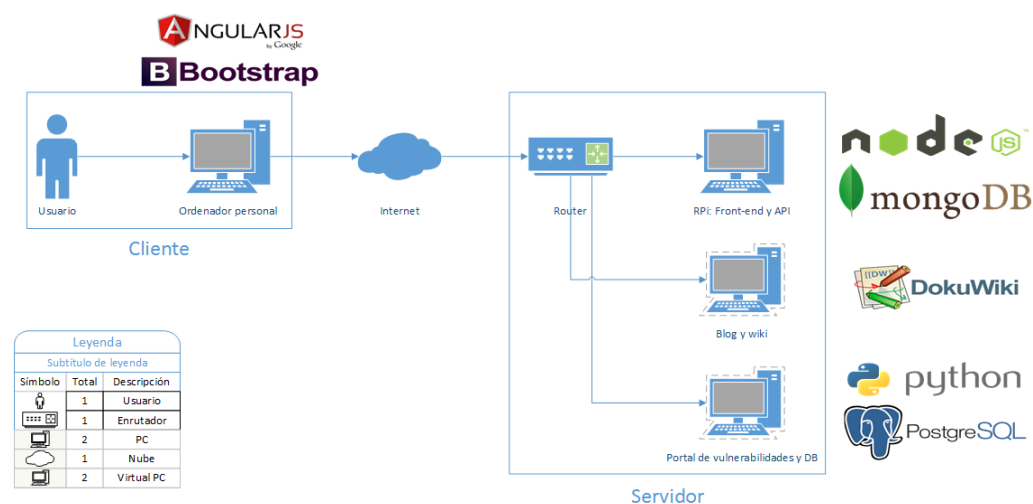 ANGULARJS
by Google
B Bootstrap
Usuario
Ordenador personal
Internet
Router
RPi: Front-end y API
Cliente
node JS ™
mongoDB
Blog y wiki
[[DW]]
DokuWiki
Portal de vulnerabilidades y DB
python
PostgreSQL
Servidor
Leyenda
Subtítulo de leyenda
Símbolo Total Descripción
1 Usuario
1 Enrutador
2 PC
1 Nube
2 Virtual PC